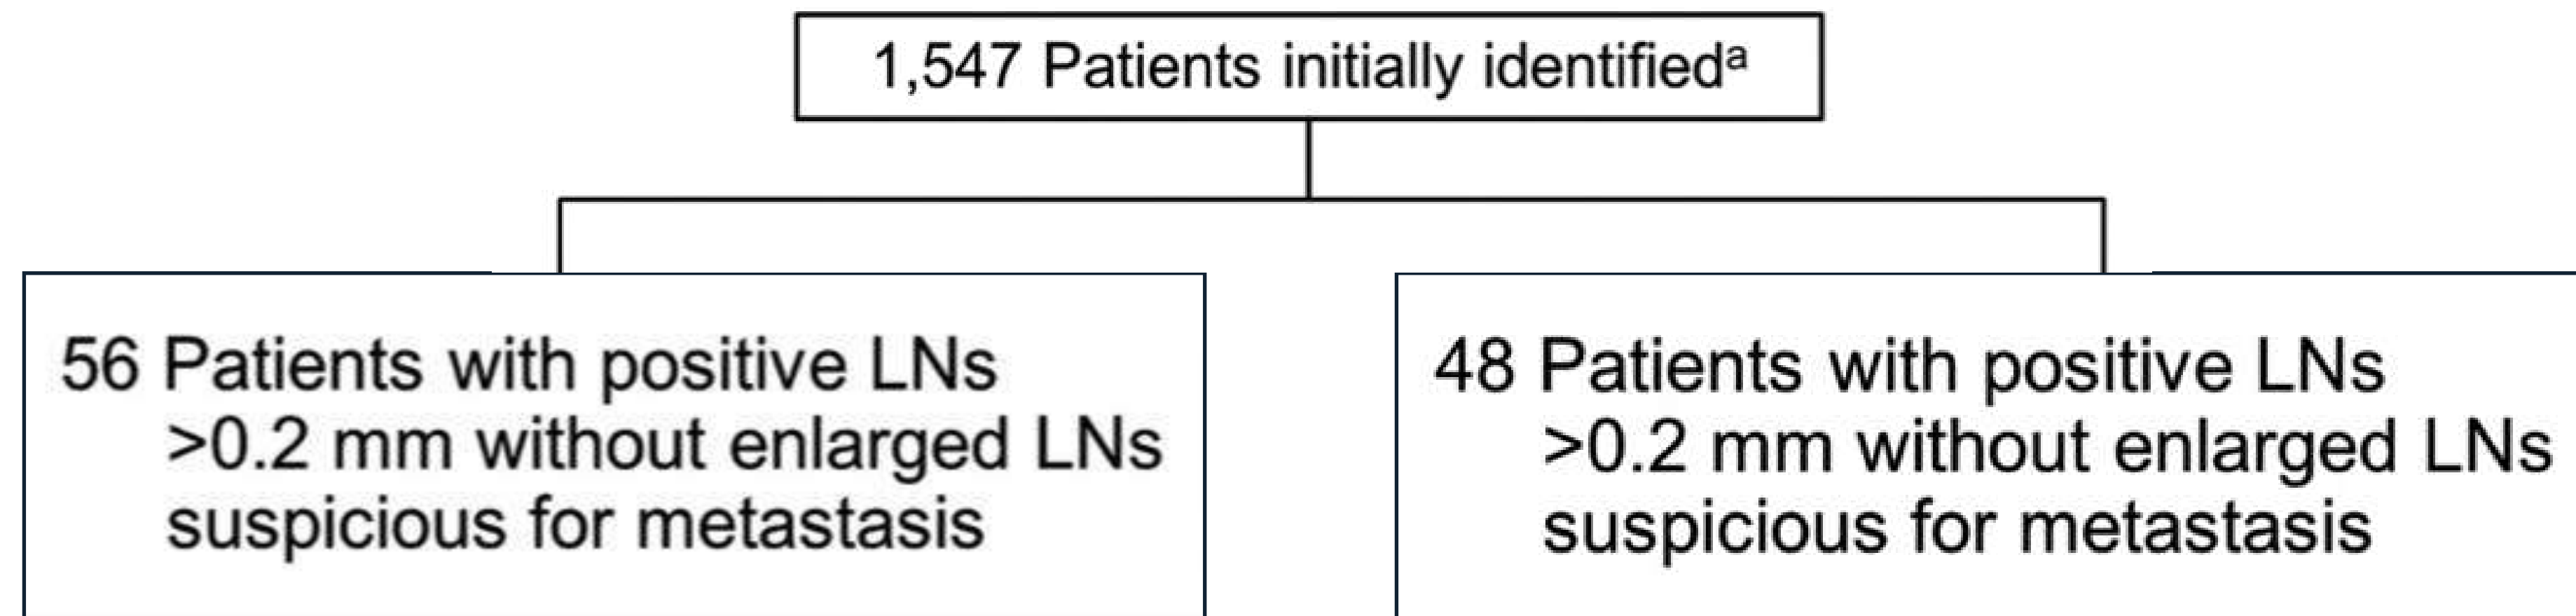 1,547 Patients initially identifiedᵃ
56 Patients with positive LNs
>0.2 mm without enlarged LNs
suspicious for metastasis
48 Patients with positive LNs
>0.2 mm without enlarged LNs
suspicious for metastasis